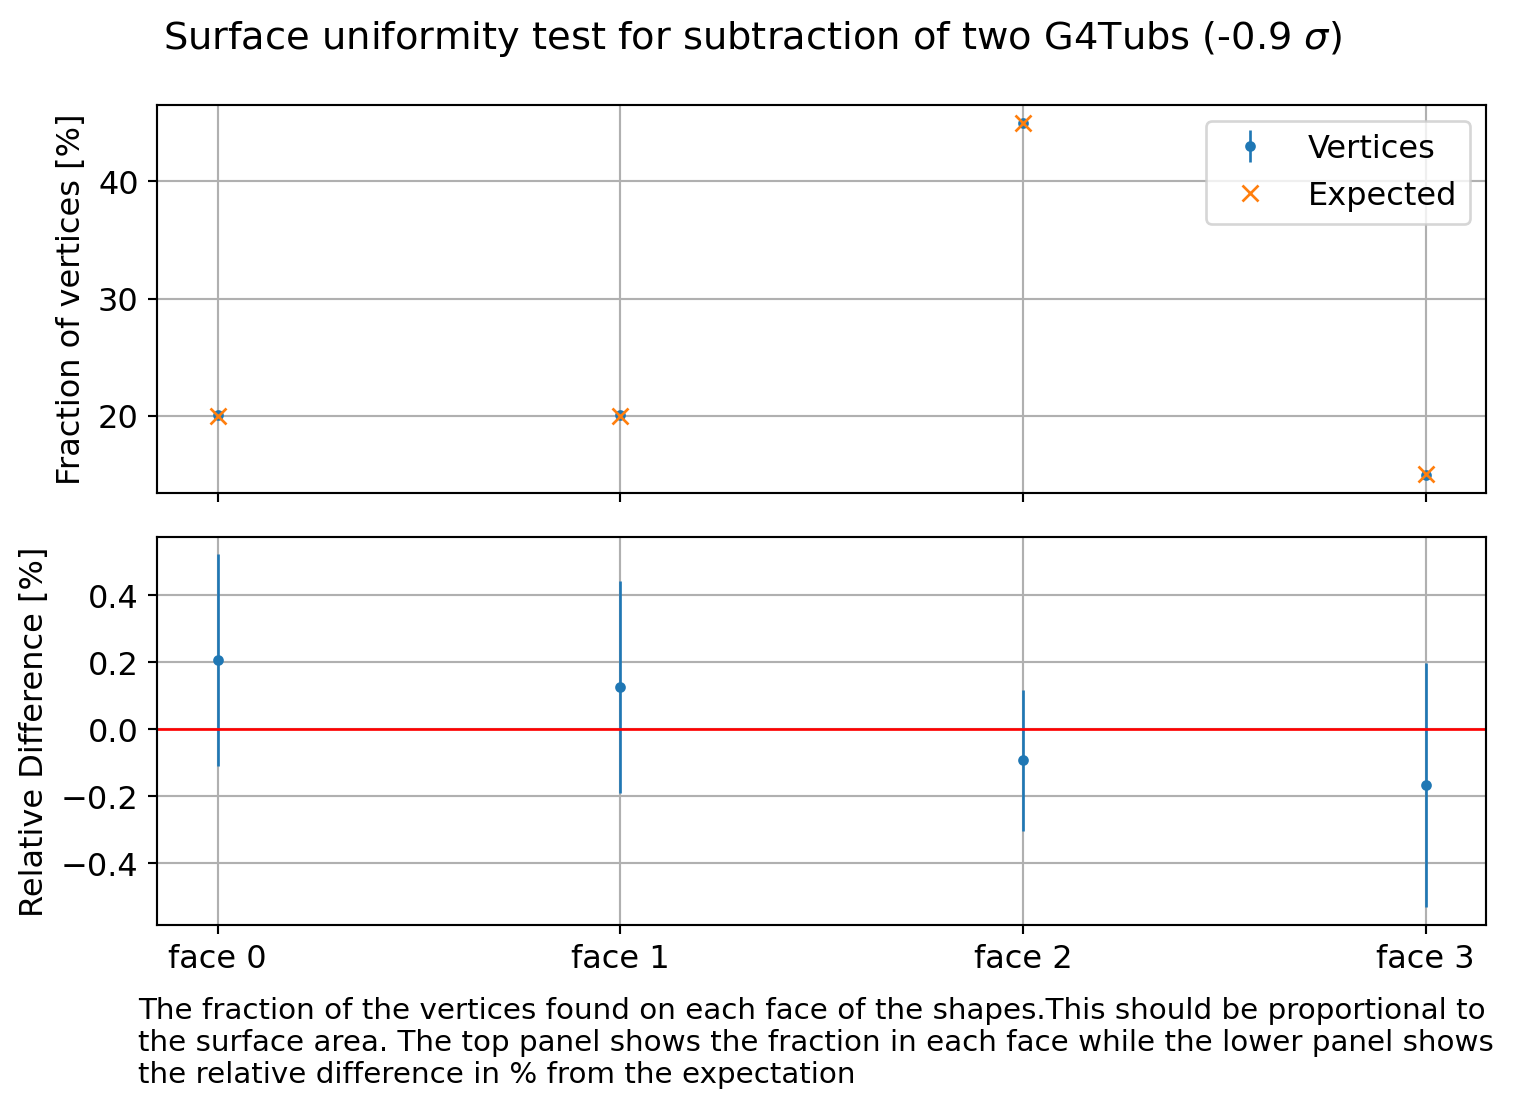 Surface uniformity test for subtraction of two G4Tubs (-0.9 σ)
Fraction of vertices [%]
40
30
20
Vertices
Expected
Relative Difference [%]
0.4
0.2
0.0
−0.2
−0.4
face 0
face 1
face 2
face 3
The fraction of the vertices found on each face of the shapes.This should be proportional to
the surface area. The top panel shows the fraction in each face while the lower panel shows
the relative difference in % from the expectation